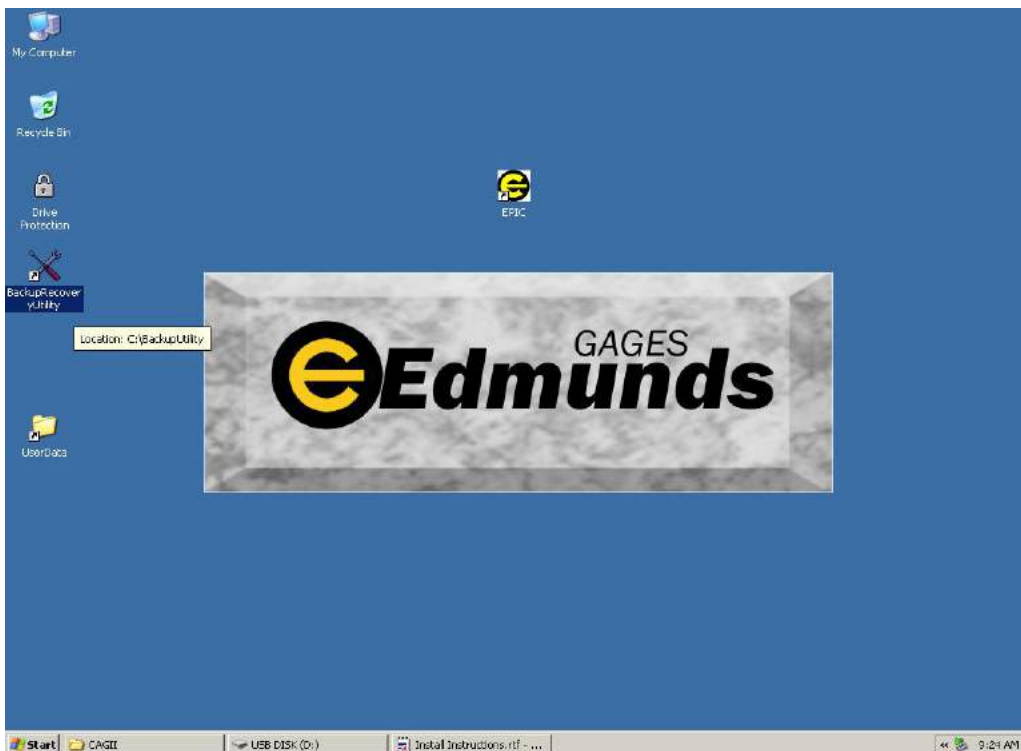 My Computer
Recycle Bin
Drive
Protection
BackupRecover
yUtility
Location: C:\BackupUtility
UserData
EPIC
GAGES
Edmunds
Start
CAGII
USB DISK (D:)
Install Instructions.rtf - ...
9:24 AM